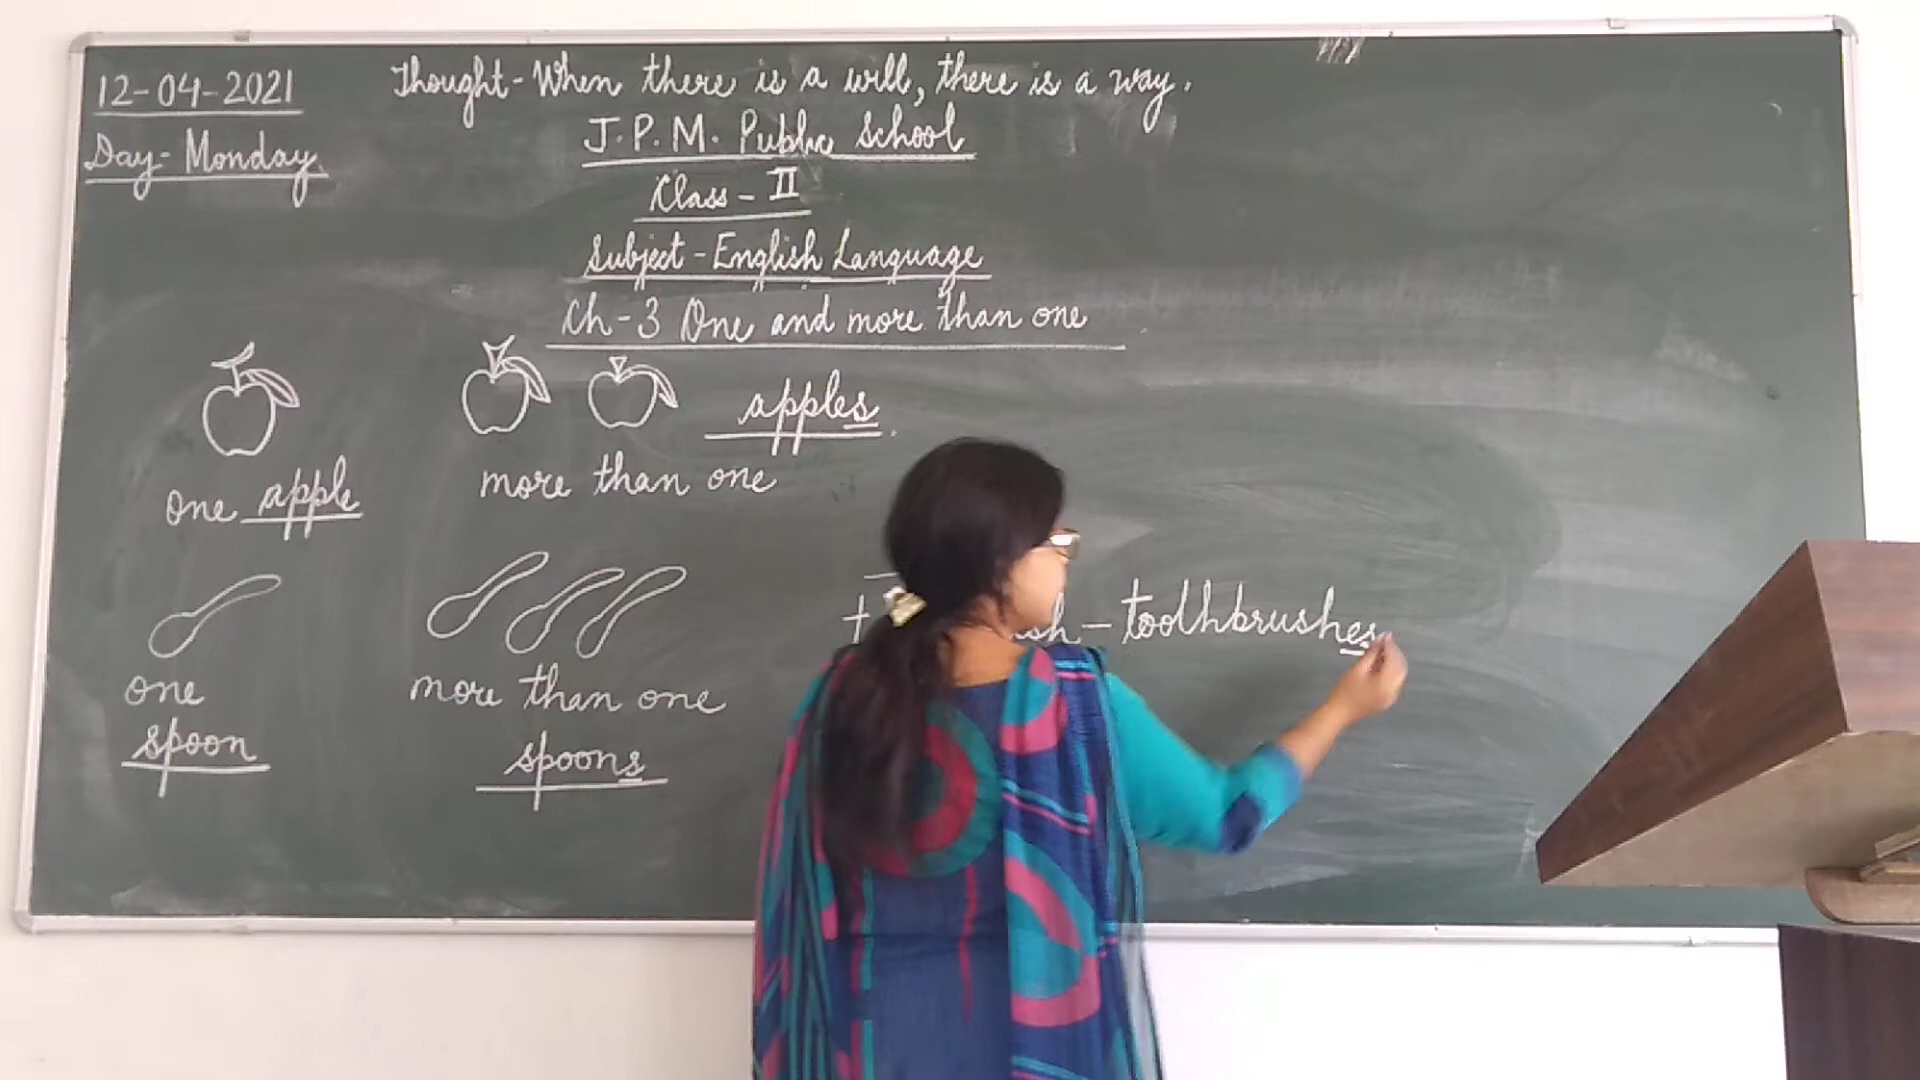 12-04-2021
Thought - When there is a will, there is a way.
Day - Monday.
J.P.M. Public School
Class - II
Subject - English Language
Ch - 3 One and more than one
apples
one apple
more than one
- toothbrushes
one
spoon
more than one
spoons